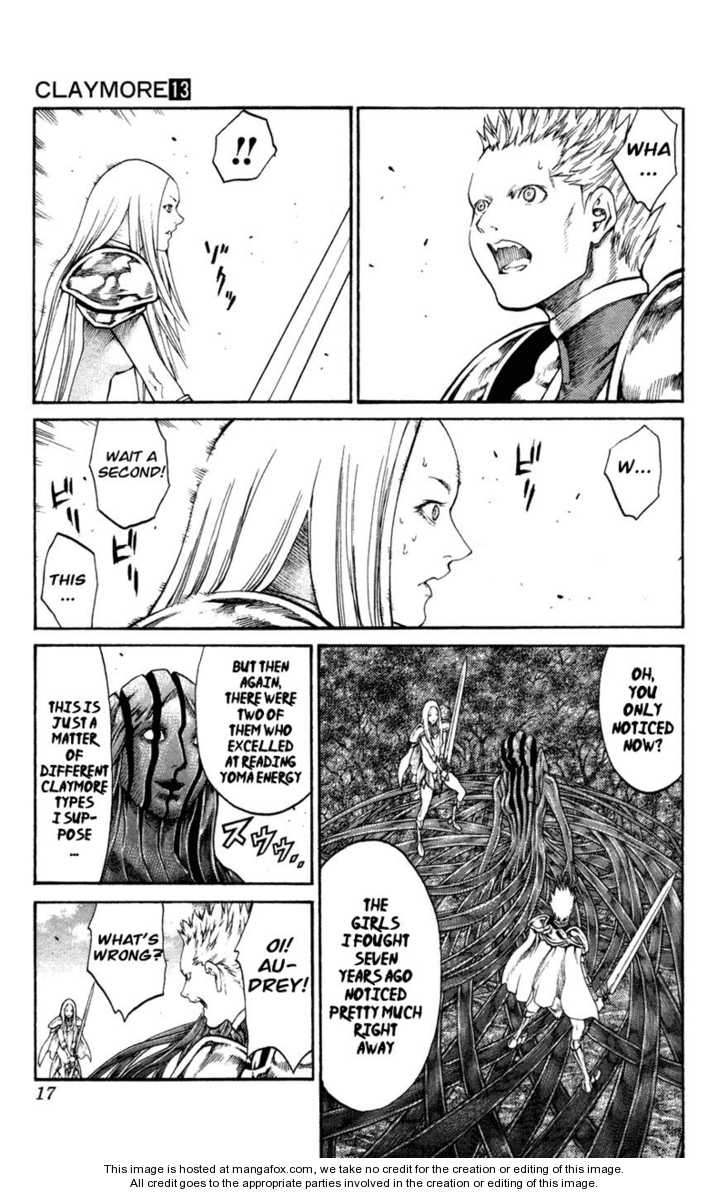 CLAYMORE 13
WHA
...
!!
W...
WAIT A
SECOND!
THIS
...
OH,
YOU
ONLY
NOTICED
NOW?
THE
GIRLS
I FOUGHT
SEVEN
YEARS AGO
NOTICED
PRETTY MUCH
RIGHT
AWAY
BUT THEN
AGAIN,
THERE WERE
TWO OF
THEM WHO
EXCELLED
AT READING
YOMA ENERGY
THIS IS
JUST A
MATTER
OF
DIFFERENT
CLAYMORE
TYPES
I SUP-
POSE
...
スウウウ
OI!
AU-
DREY!
WHAT'S
WRONG?
17
This image is hosted at mangafox.com, we take no credit for the creation or editing of this image.
All credit goes to the appropriate parties involved in the creation or editing of this image.